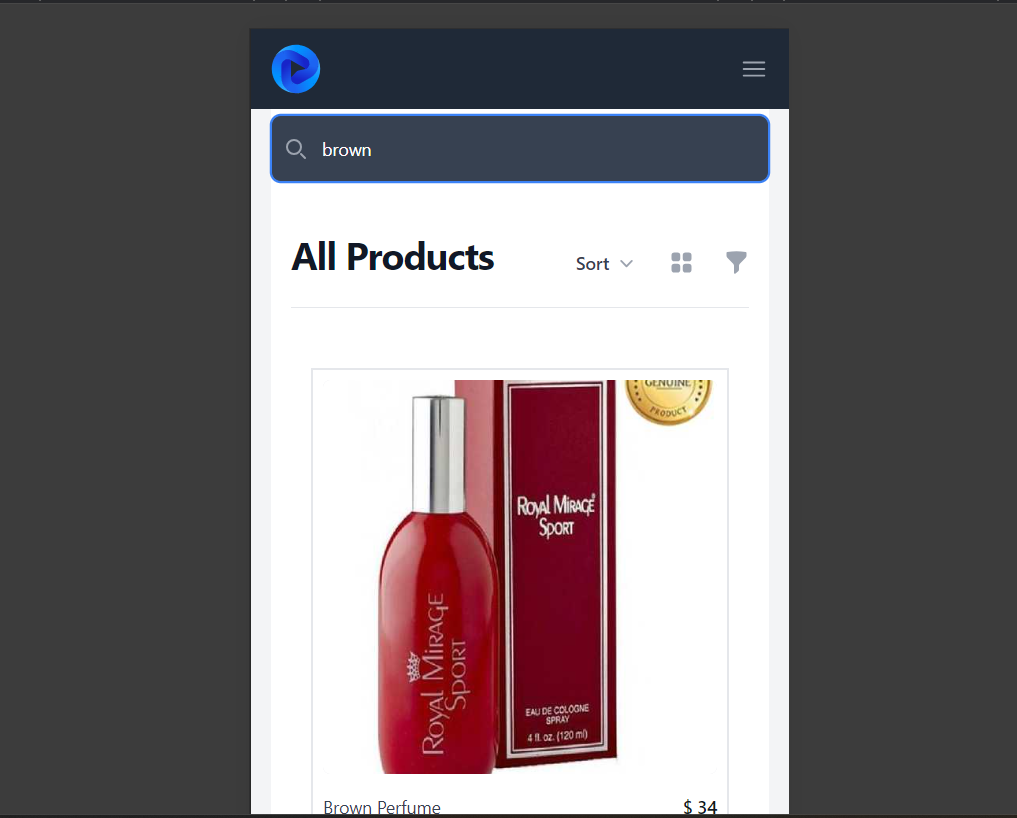 brown
All Products
Sort
GENUINE
PRODUCT
ROYAL MIRAGE
SPORT
ROYAL MIRAGE
SPORT
EAU DE COLOGNE
SPRAY
4 fl. oz. (120 ml)
Brown Perfume
$ 34